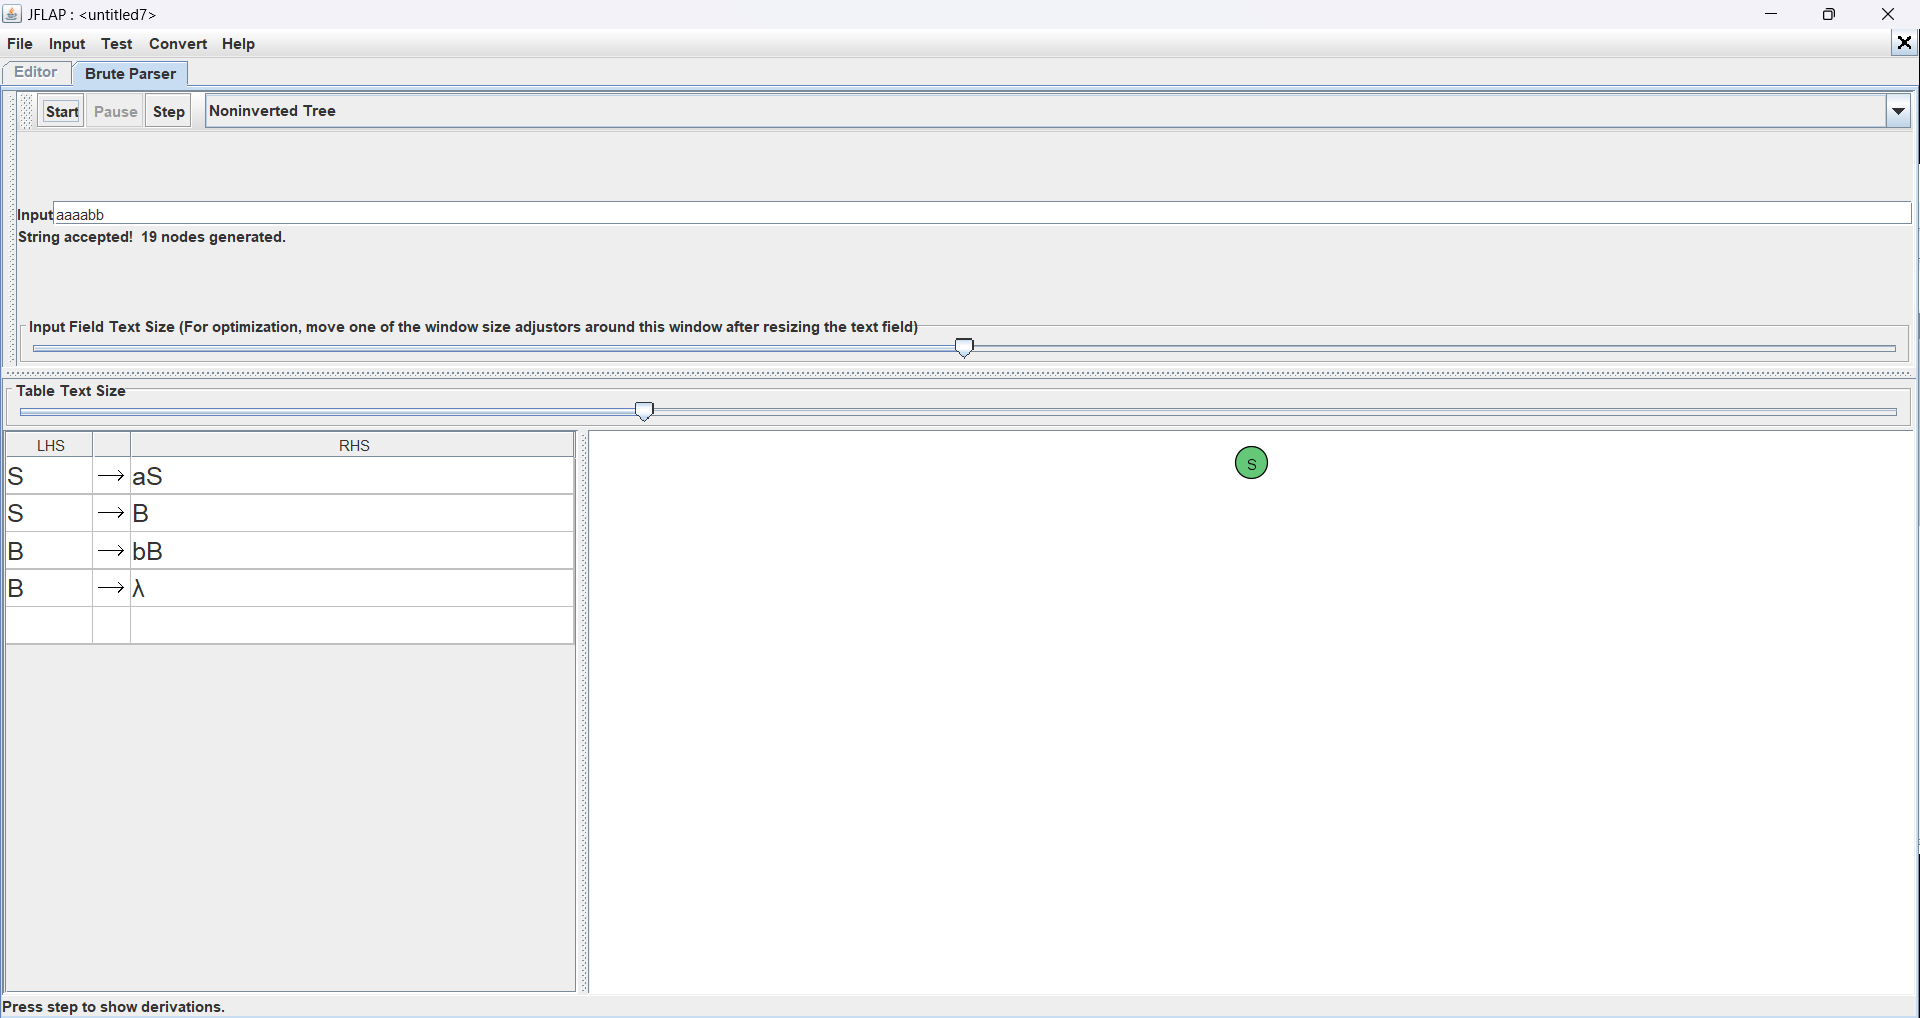 JFLAP : <untitled7>
File Input Test Convert Help
Editor Brute Parser
Start Pause Step Noninverted Tree
Input aaaabb
String accepted! 19 nodes generated.
Input Field Text Size (For optimization, move one of the window size adjustors around this window after resizing the text field)
Table Text Size
LHS RHS
S → aS
S → B
B → bB
B → λ
S
Press step to show derivations.